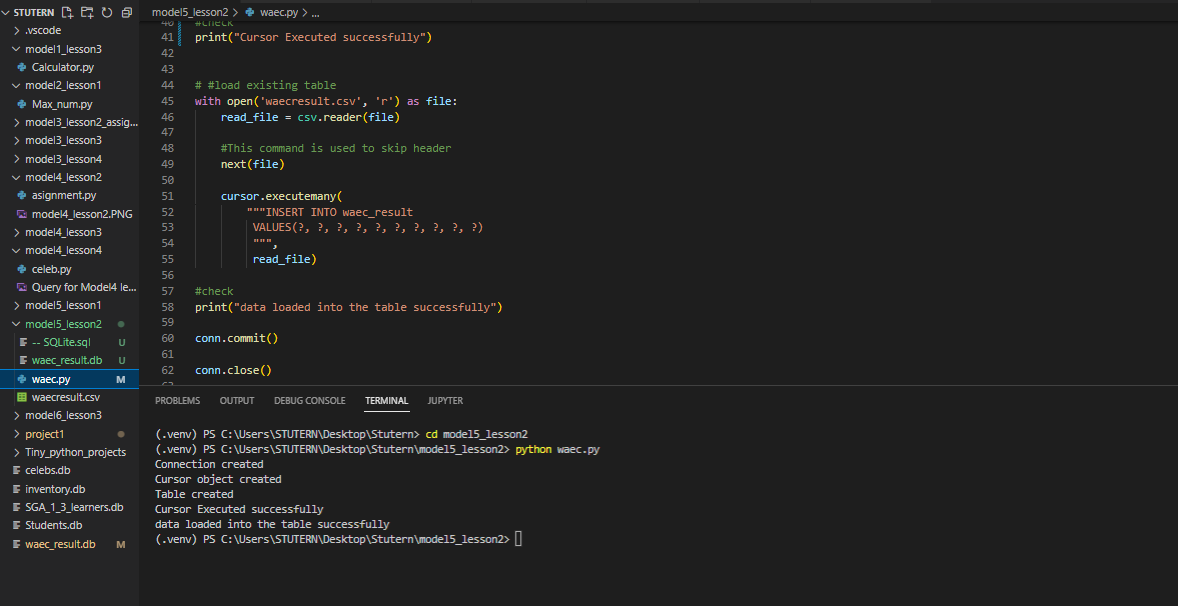 STUTERN
.vscode
model1_lesson3
Calculator.py
model2_lesson1
Max_num.py
model3_lesson2_assig...
model3_lesson3
model3_lesson4
model4_lesson2
asignment.py
model4_lesson2.PNG
model4_lesson3
model4_lesson4
celeb.py
Query for Model4 le...
model5_lesson1
model5_lesson2
-- SQLite.sql U
waec_result.db U
waec.py M
waecresult.csv
model6_lesson3
project1
Tiny_python_projects
celebs.db
inventory.db
SGA_1_3_learners.db
Students.db
waec_result.db M
model5_lesson2 > waec.py > ...
40 #check
41 print("Cursor Executed successfully")
42
43
44 # #load existing table
45 with open('waecresult.csv', 'r') as file:
46 read_file = csv.reader(file)
47
48 #This command is used to skip header
49 next(file)
50
51 cursor.executemany(
52 """INSERT INTO waec_result
53 VALUES(?, ?, ?, ?, ?, ?, ?, ?, ?, ?)
54 """,
55 read_file)
56
57 #check
58 print("data loaded into the table successfully")
59
60 conn.commit()
61
62 conn.close()
63
PROBLEMS OUTPUT DEBUG CONSOLE TERMINAL JUPYTER
(.venv) PS C:\Users\STUTERN\Desktop\Stutern> cd model5_lesson2
(.venv) PS C:\Users\STUTERN\Desktop\Stutern\model5_lesson2> python waec.py
Connection created
Cursor object created
Table created
Cursor Executed successfully
data loaded into the table successfully
(.venv) PS C:\Users\STUTERN\Desktop\Stutern\model5_lesson2>